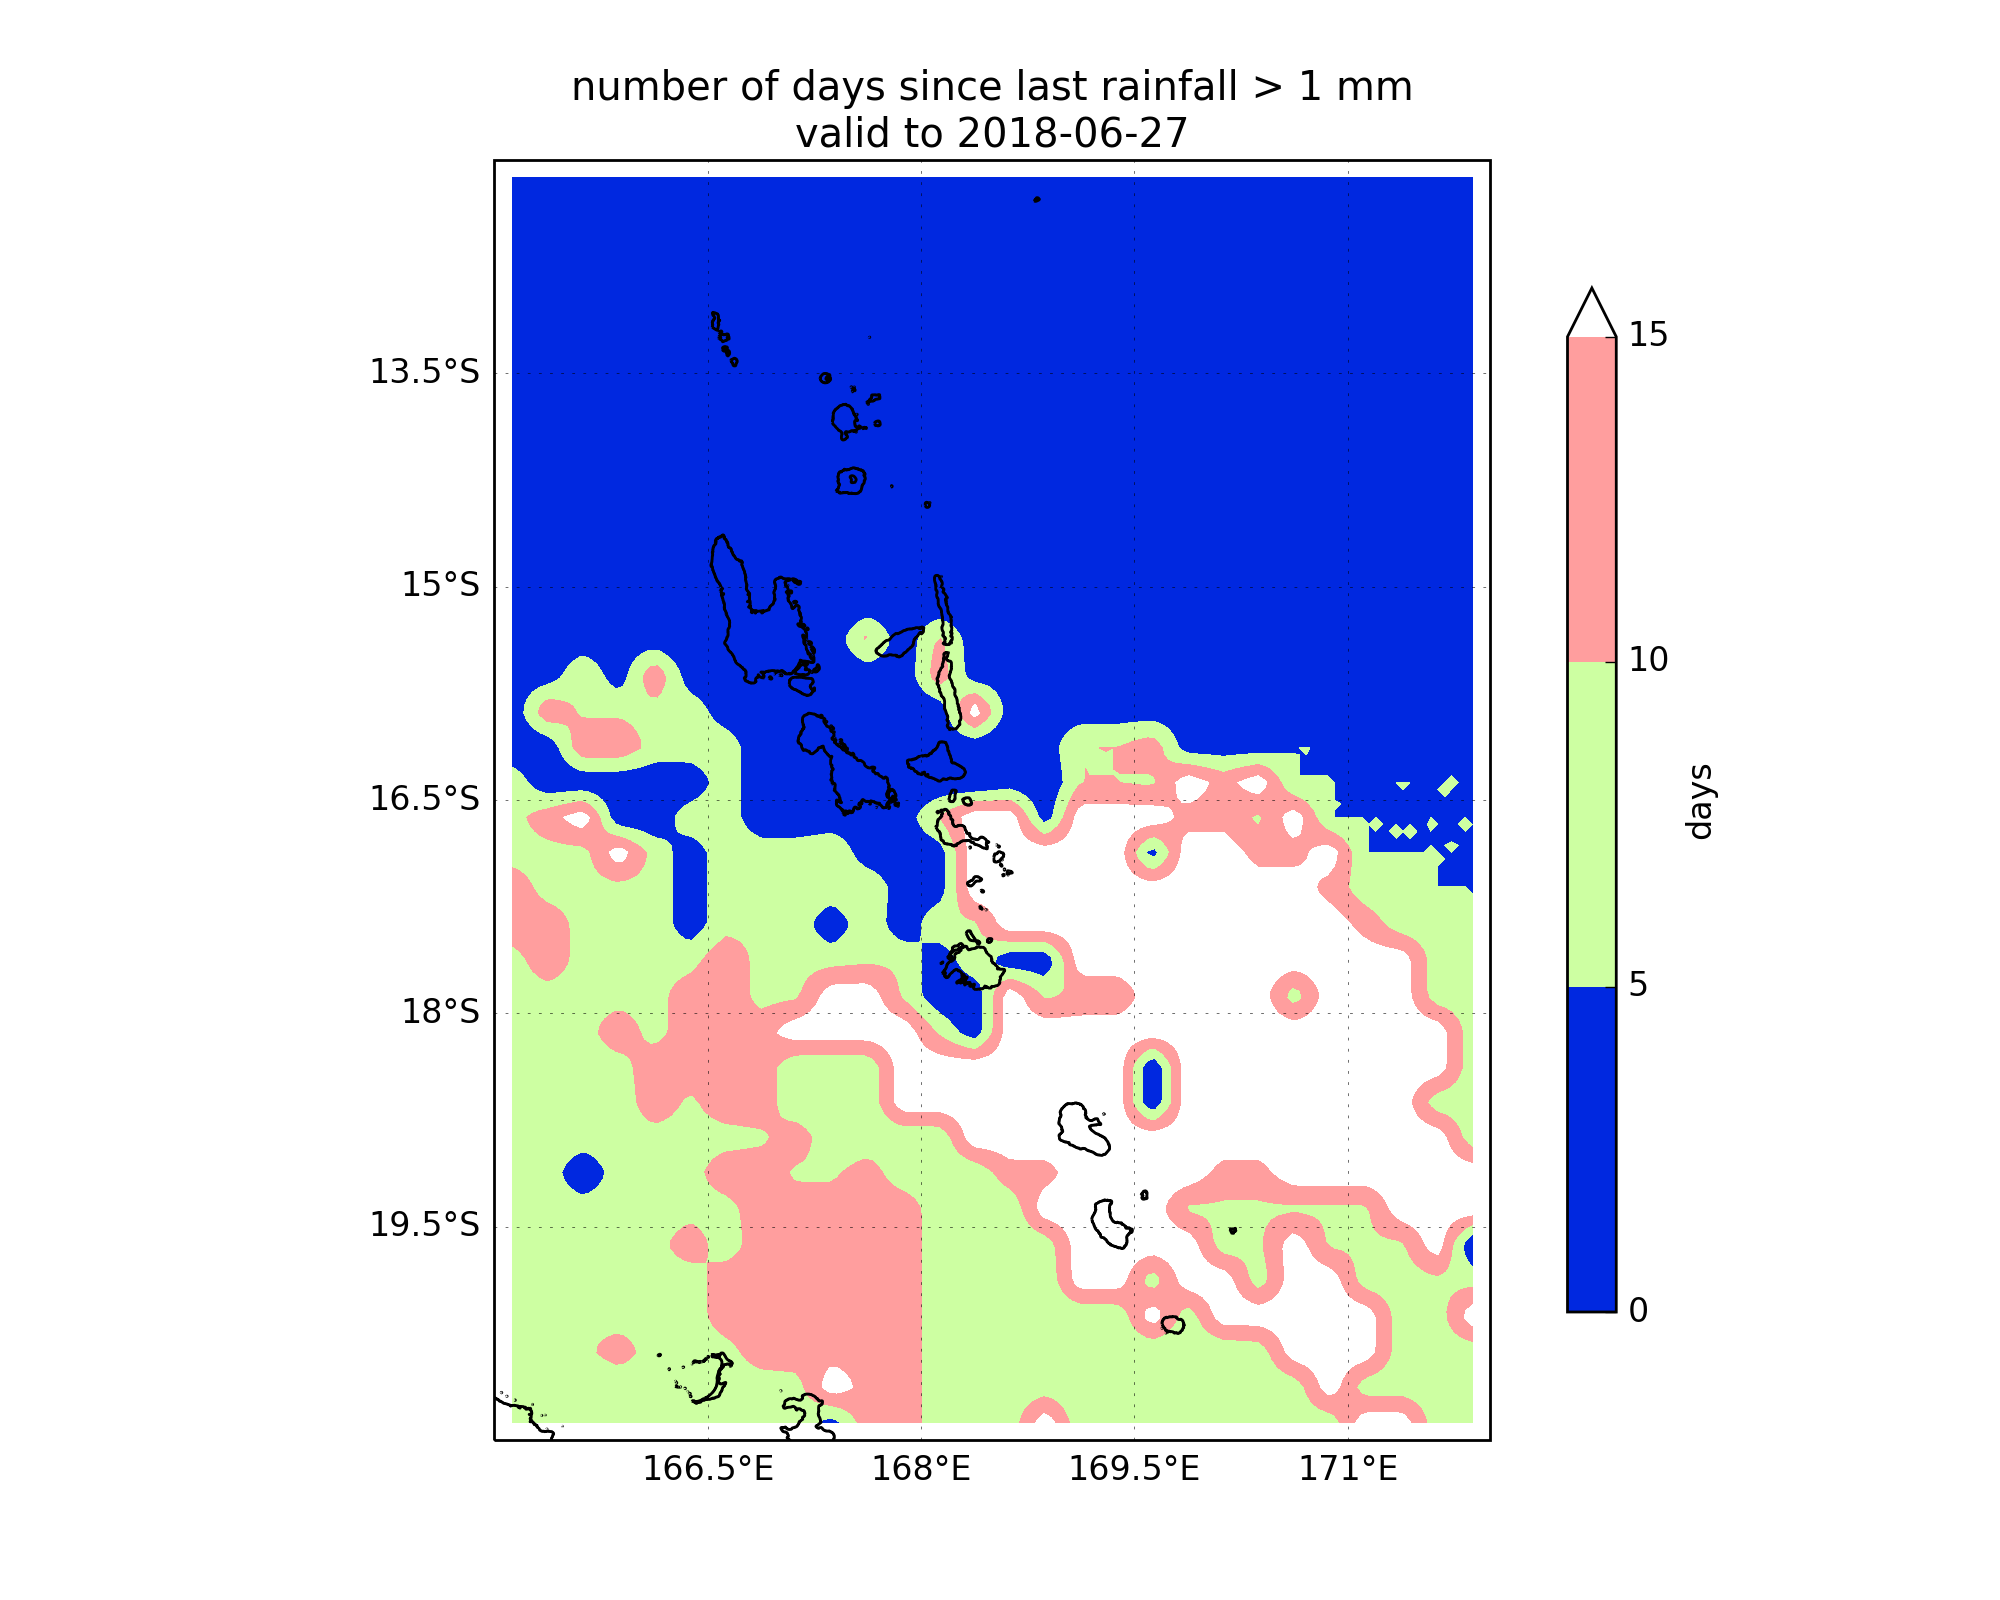 number of days since last rainfall > 1 mm
valid to 2018-06-27
13.5°S
15°S
16.5°S
18°S
19.5°S
166.5°E
168°E
169.5°E
171°E
15
10
5
0
days